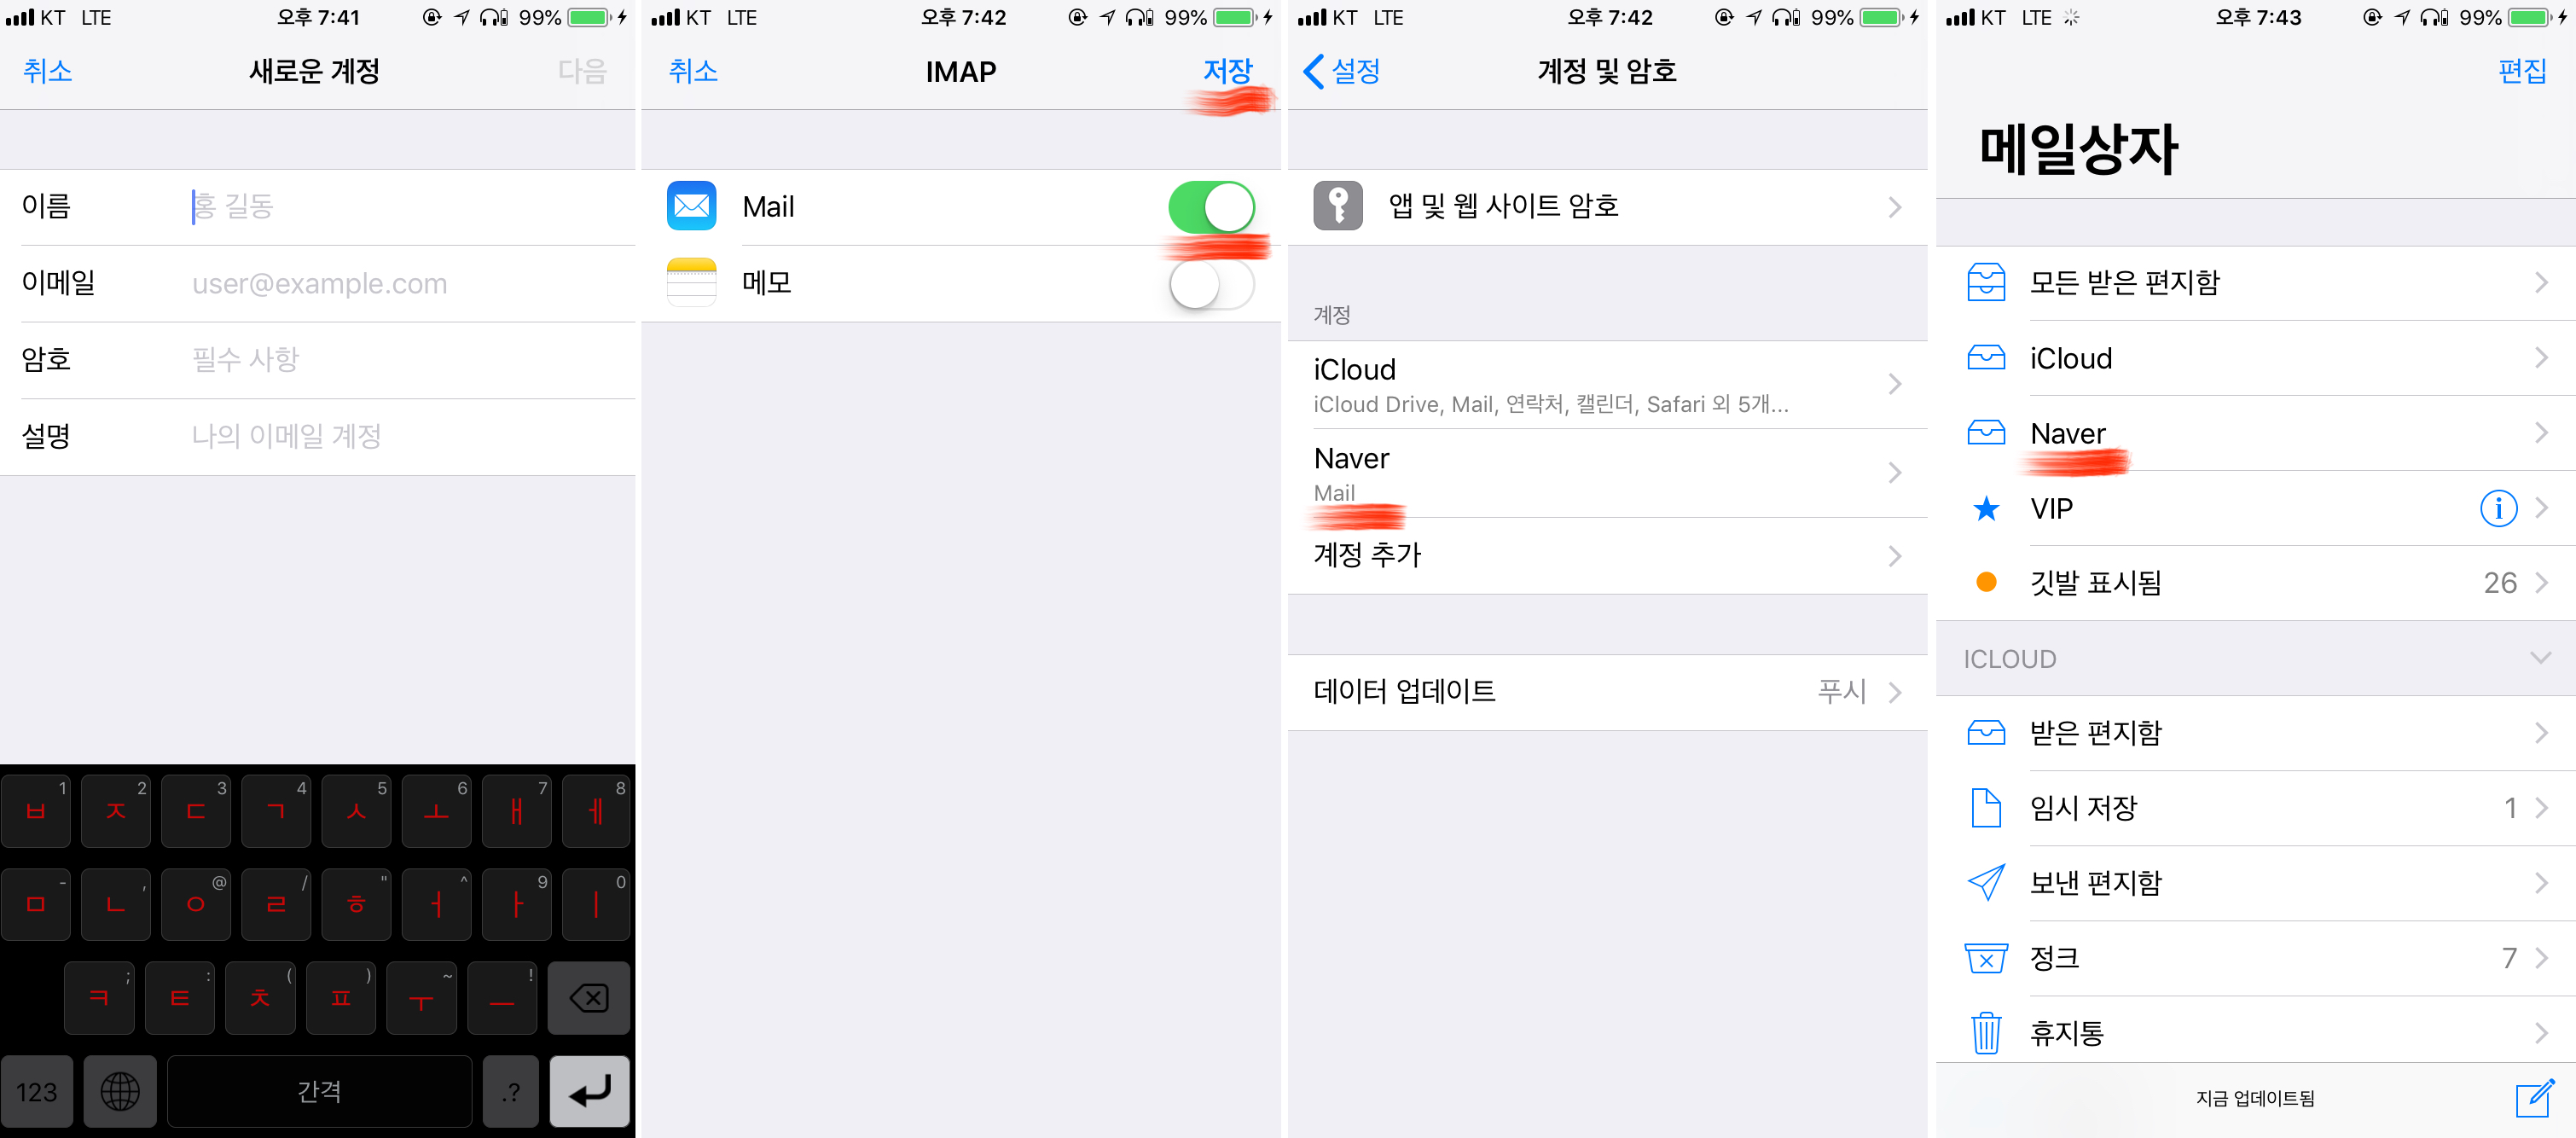 KT LTE 오후 7:41 99%
취소 새로운 계정 다음
이름 홍 길동
이메일 user@example.com
암호 필수 사항
설명 나의 이메일 계정
1 2 3 4 5 6 7 8
ㅂ ㅈ ㄷ ㄱ ㅅ ㅗ ㅐ ㅔ
- , @ / " ^ 9 0
ㅁ ㄴ ㅇ ㄹ ㅎ ㅓ ㅏ ㅣ
; : ( ) ~ !
ㅋ ㅌ ㅊ ㅍ ㅜ ㅡ
123 간격 .?
KT LTE 오후 7:42 99%
취소 IMAP 저장
Mail
메모
KT LTE 오후 7:42 99%
설정 계정 및 암호
앱 및 웹 사이트 암호
계정
iCloud
iCloud Drive, Mail, 연락처, 캘린더, Safari 외 5개...
Naver
Mail
계정 추가
데이터 업데이트 푸시
KT LTE 오후 7:43 99%
편집
메일상자
모든 받은 편지함
iCloud
Naver
VIP
깃발 표시됨 26
ICLOUD
받은 편지함
임시 저장 1
보낸 편지함
정크 7
휴지통
지금 업데이트됨